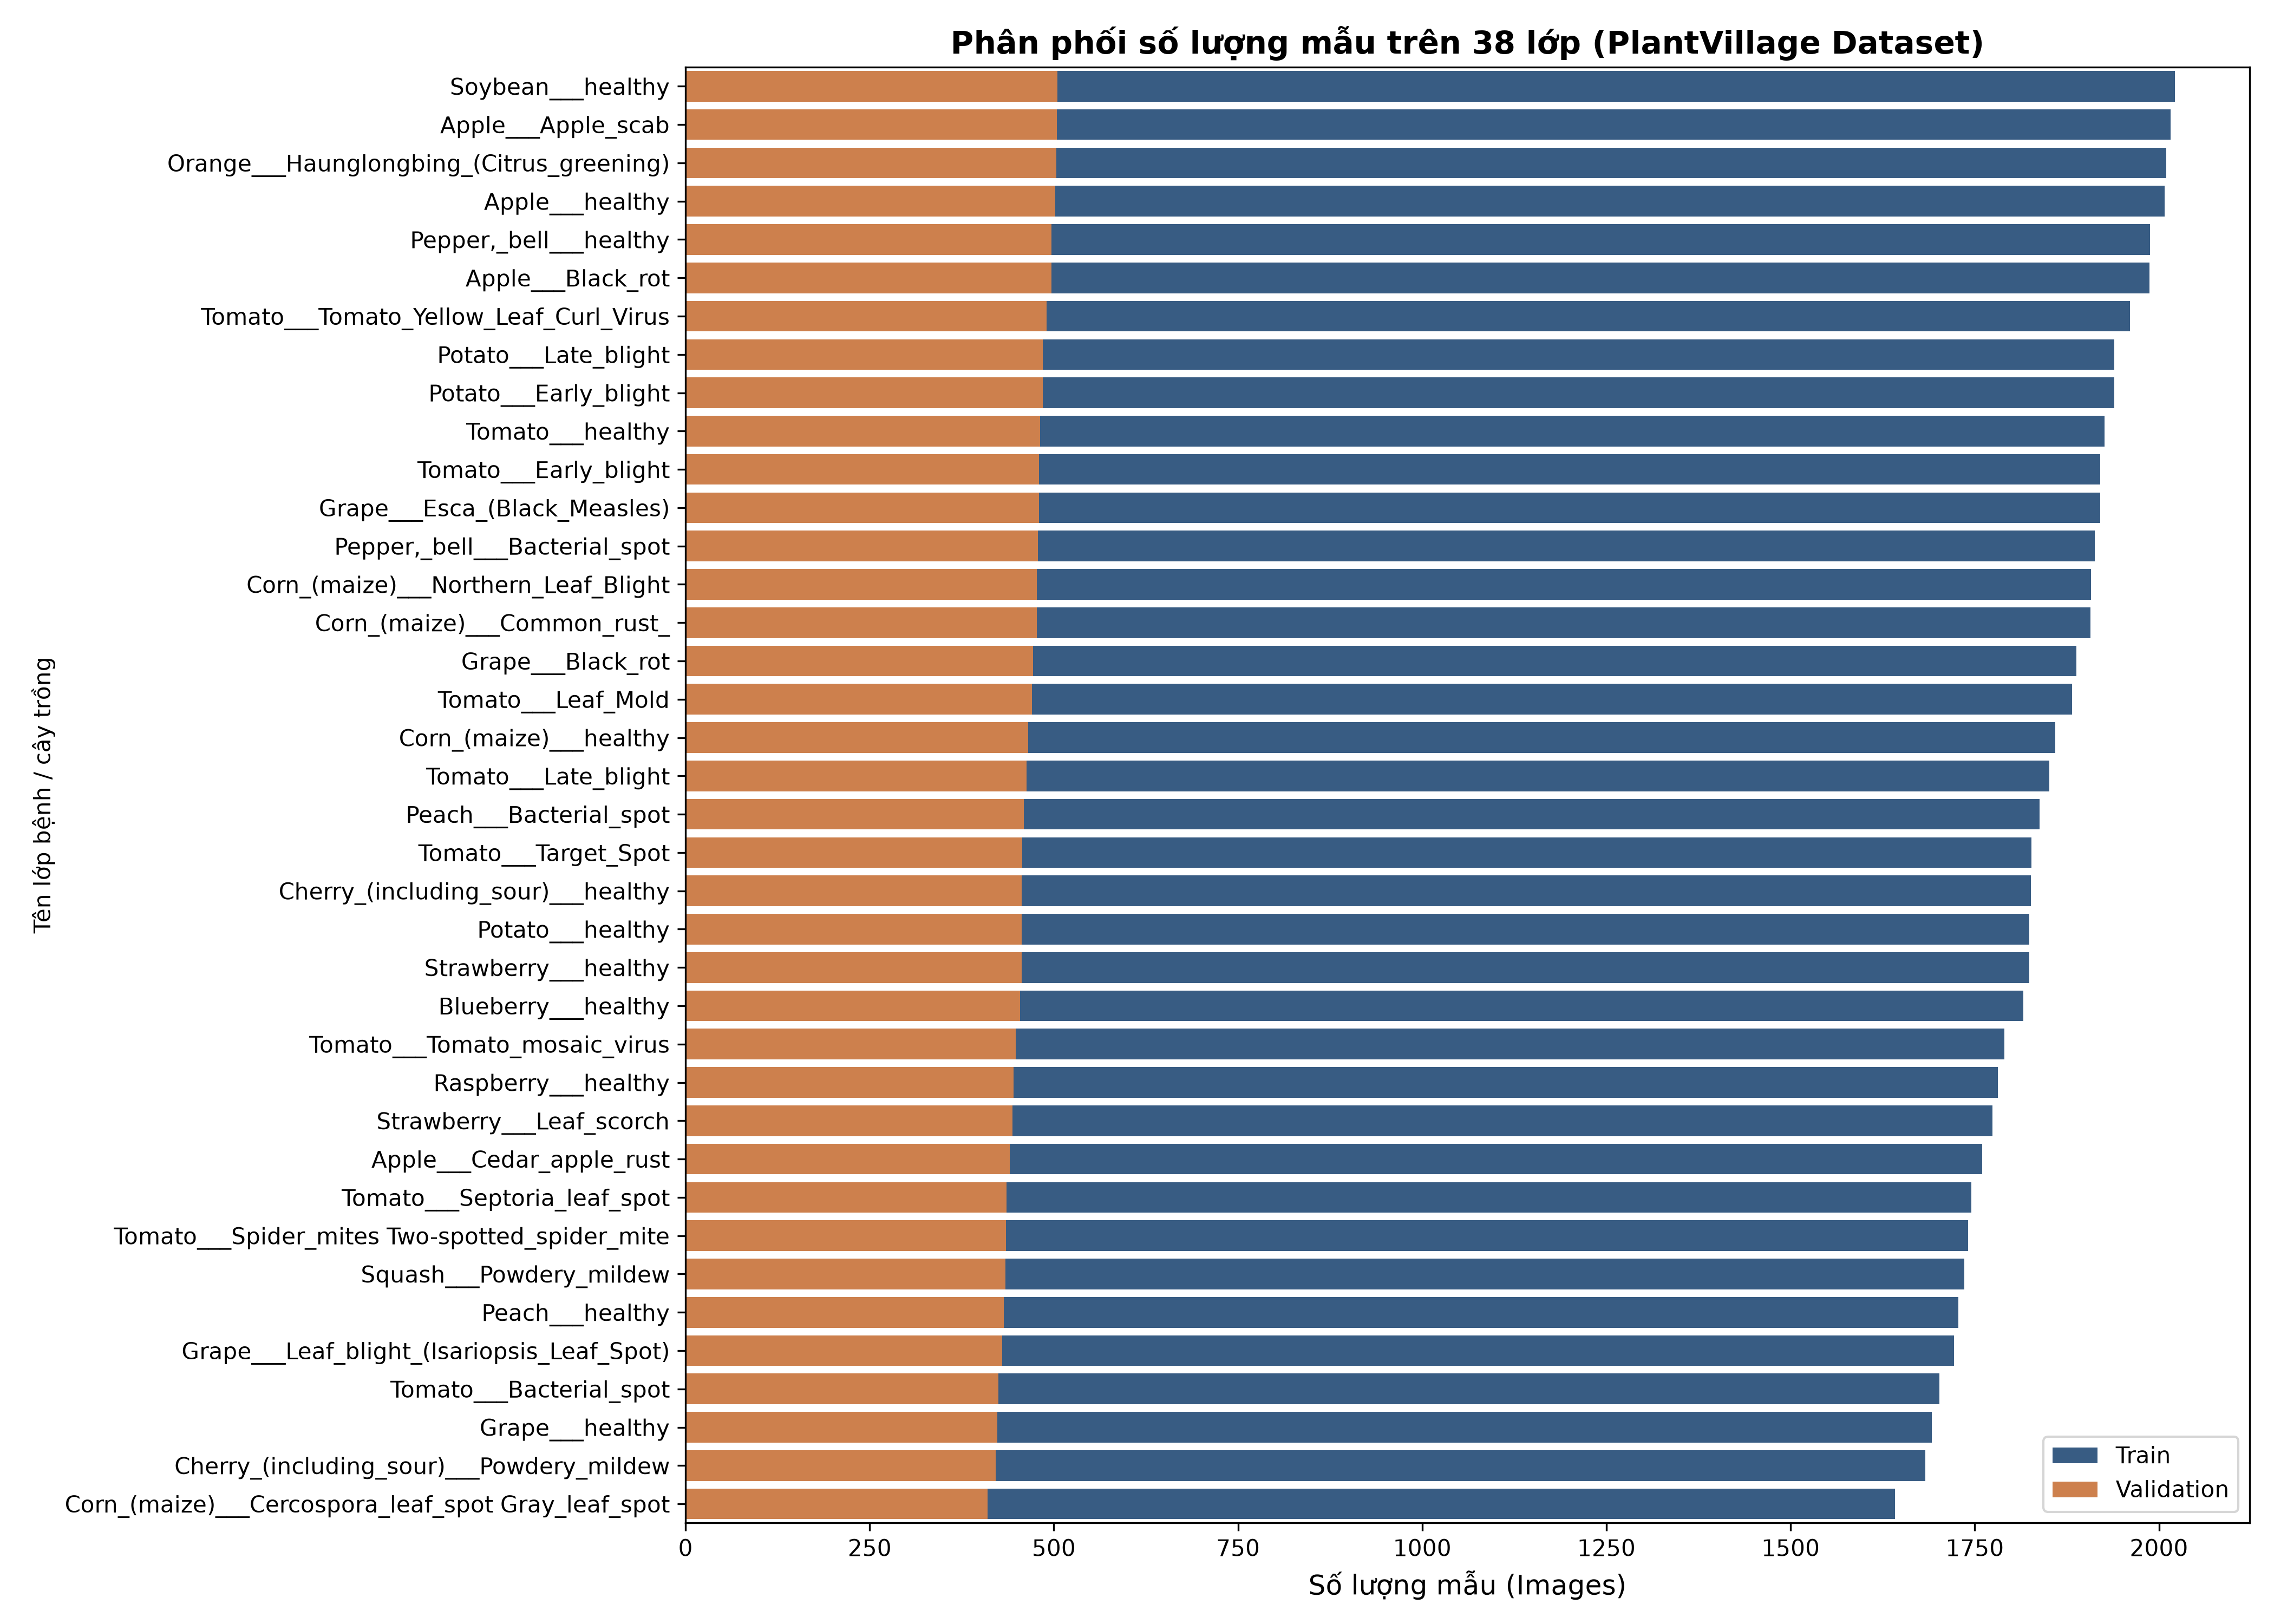 Phân phối số lượng mẫu trên 38 lớp (PlantVillage Dataset)
Tên lớp bệnh / cây trồng
Soybean___healthy
Apple___Apple_scab
Orange___Haunglongbing_(Citrus_greening)
Apple___healthy
Pepper,_bell___healthy
Apple___Black_rot
Tomato___Tomato_Yellow_Leaf_Curl_Virus
Potato___Late_blight
Potato___Early_blight
Tomato___healthy
Tomato___Early_blight
Grape___Esca_(Black_Measles)
Pepper,_bell___Bacterial_spot
Corn_(maize)___Northern_Leaf_Blight
Corn_(maize)___Common_rust_
Grape___Black_rot
Tomato___Leaf_Mold
Corn_(maize)___healthy
Tomato___Late_blight
Peach___Bacterial_spot
Tomato___Target_Spot
Cherry_(including_sour)___healthy
Potato___healthy
Strawberry___healthy
Blueberry___healthy
Tomato___Tomato_mosaic_virus
Raspberry___healthy
Strawberry___Leaf_scorch
Apple___Cedar_apple_rust
Tomato___Septoria_leaf_spot
Tomato___Spider_mites Two-spotted_spider_mite
Squash___Powdery_mildew
Peach___healthy
Grape___Leaf_blight_(Isariopsis_Leaf_Spot)
Tomato___Bacterial_spot
Grape___healthy
Cherry_(including_sour)___Powdery_mildew
Corn_(maize)___Cercospora_leaf_spot Gray_leaf_spot
Train
Validation
0 250 500 750 1000 1250 1500 1750 2000
Số lượng mẫu (Images)